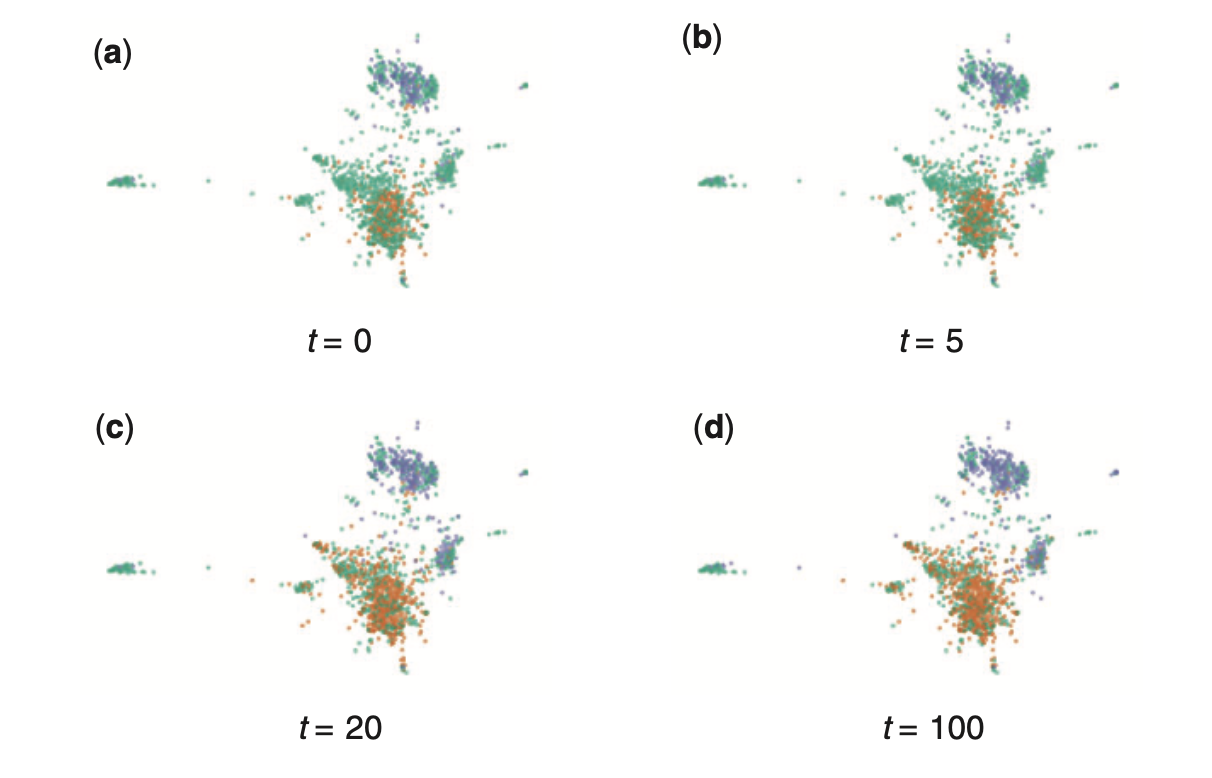 (a)
(b)
t = 0
t = 5
(c)
(d)
t = 20
t = 100